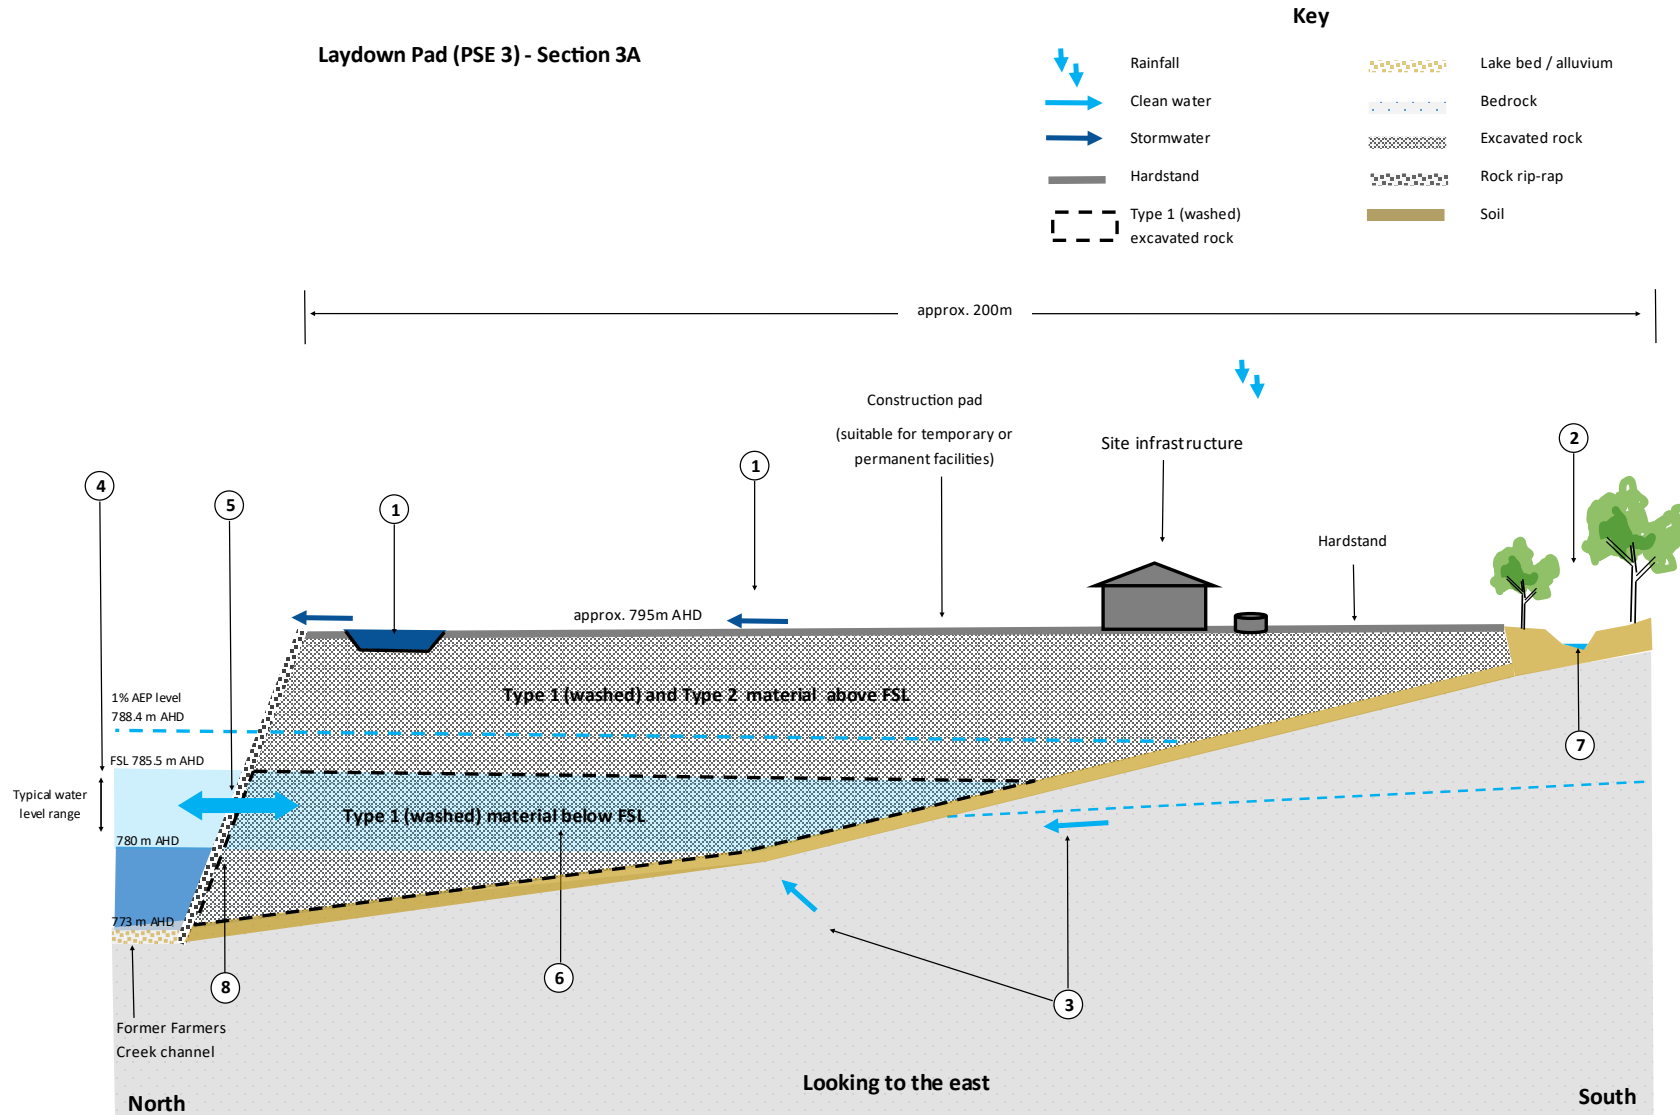 Key
Laydown Pad (PSE 3) - Section 3A
Rainfall
Clean water
Stormwater
Hardstand
Type 1 (washed)
excavated rock
Lake bed / alluvium
Bedrock
Excavated rock
Rock rip-rap
Soil
approx. 200m
Construction pad
(suitable for temporary or
permanent facilities)
Site infrastructure
Hardstand
2
1
4
5
1
approx. 795m AHD
1% AEP level
788.4 m AHD
Type 1 (washed) and Type 2 material above FSL
7
FSL 785.5 m AHD
Typical water
level range
Type 1 (washed) material below FSL
780 m AHD
773 m AHD
8
6
3
Former Farmers
Creek channel
Looking to the east
North
South